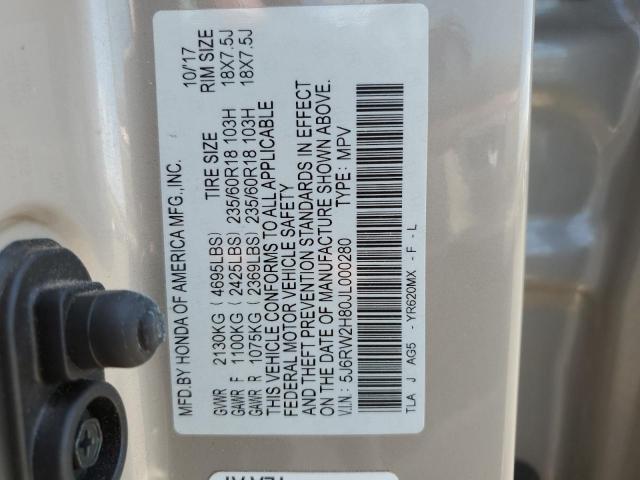 MFD.BY HONDA OF AMERICA MFG.,INC. 10/'17
TIRE SIZE RIM SIZE
GVWR 2130KG ( 4695LBS)
GAWR F 1100KG ( 2425LBS) 235/60R18 103H 18X7.5J
GAWR R 1075KG ( 2369LBS) 235/60R18 103H 18X7.5J
THIS VEHICLE CONFORMS TO ALL APPLICABLE
FEDERAL MOTOR VEHICLE SAFETY
AND THEFT PREVENTION STANDARDS IN EFFECT
ON THE DATE OF MANUFACTURE SHOWN ABOVE.
V.I.N: 5J6RW2H80JL000280 TYPE: MPV
TLA J AG5 - YR620MX - F - L